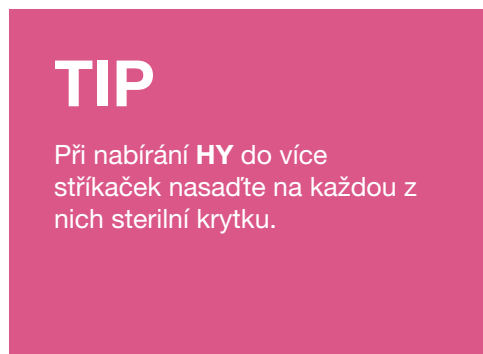 TIP
Při nabírání HY do více
stříkaček nasaďte na každou z
nich sterilní krytku.